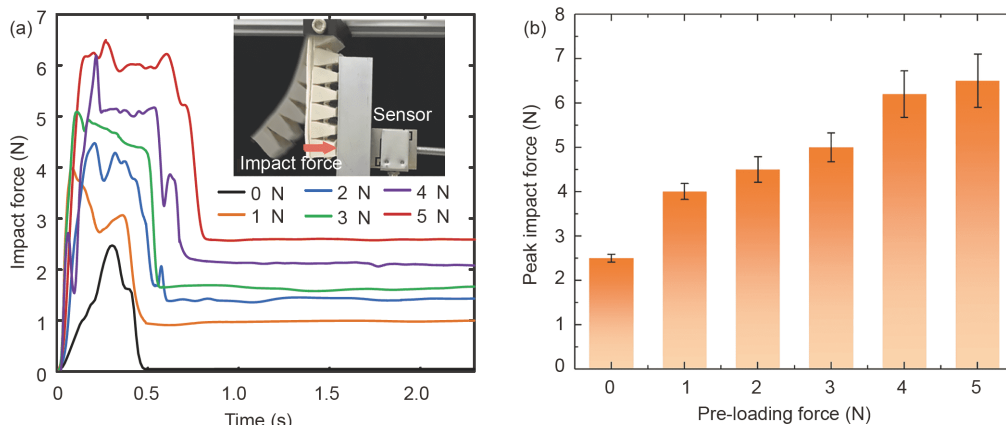 (a)
7
6
5
4
3
2
1
0
Impact force (N)
Sensor
Impact force
0 N
2 N
4 N
1 N
3 N
5 N
0
0.5
1.0
1.5
2.0
Time (s)
(b)
8
7
6
5
4
3
2
1
0
Peak impact force (N)
0
1
2
3
4
5
Pre-loading force (N)